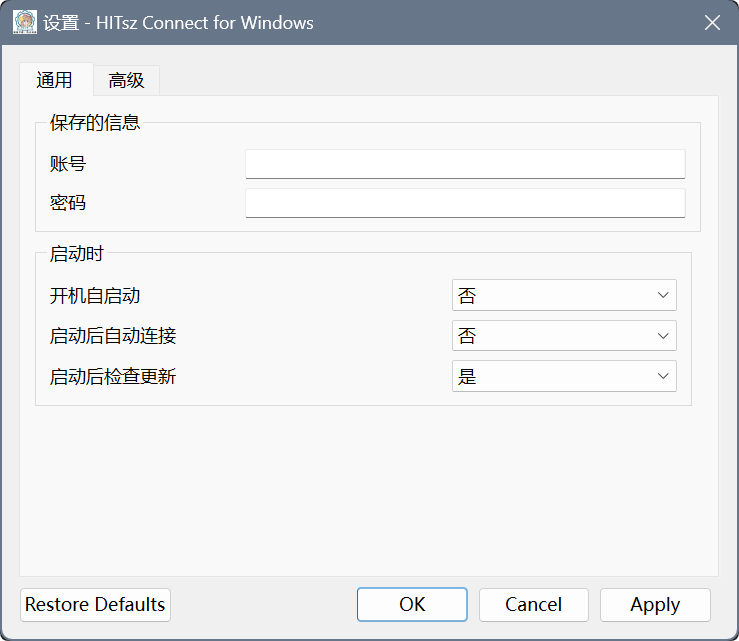 设置 - HITsz Connect for Windows
通用 高级
保存的信息
账号
密码
启动时
开机自启动 否
启动后自动连接 否
启动后检查更新 是
Restore Defaults OK Cancel Apply